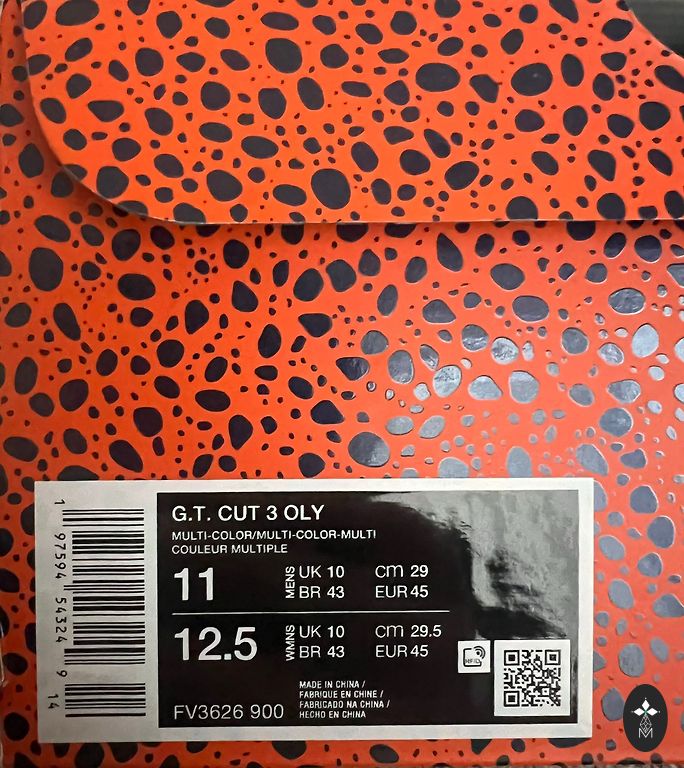 G.T. CUT 3 OLY
MULTI-COLOR/MULTI-COLOR-MULTI
COULEUR MULTIPLE
11 MENS UK 10 cm 29
BR 43 EUR 45
12.5 WMNS UK 10 cm 29.5
BR 43 EUR 45
MADE IN CHINA /
FABRIQUE EN CHINE /
FABRICADO NA CHINA /
HECHO EN CHINA
FV3626 900
1 97594 54324 9 14
M